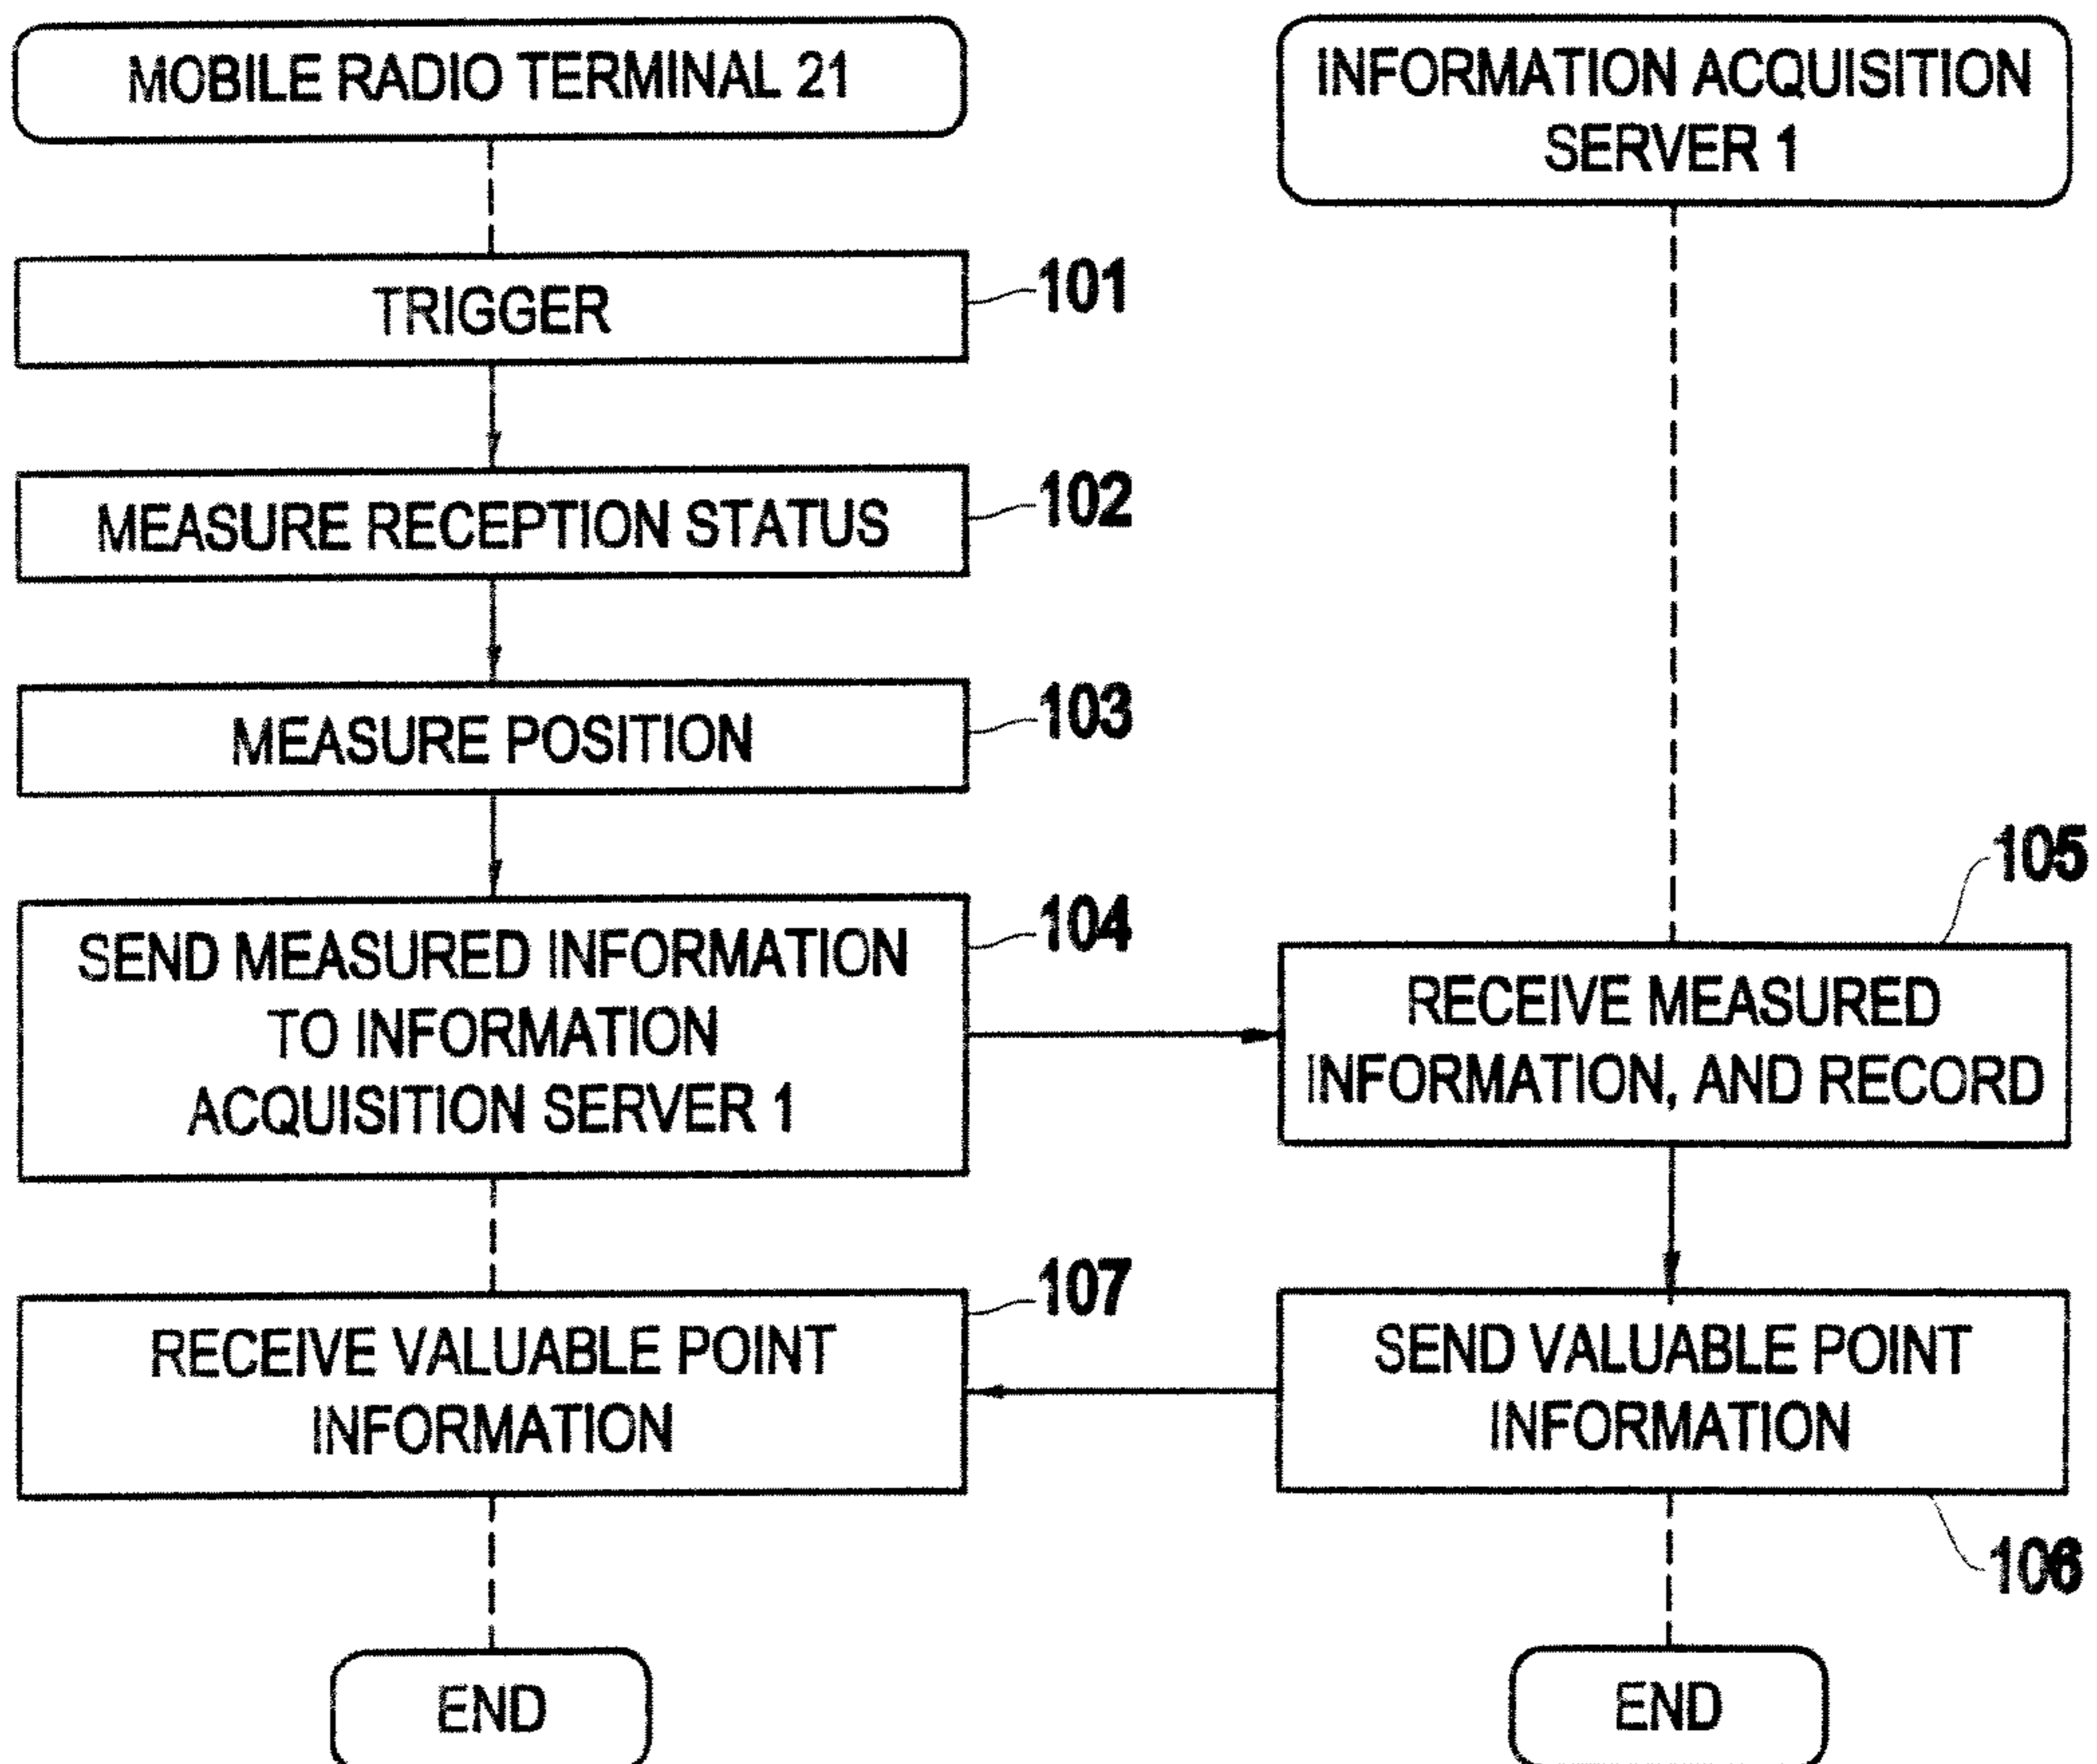 MOBILE RADIO TERMINAL 21
INFORMATION ACQUISITION
SERVER 1
TRIGGER
101
MEASURE RECEPTION STATUS
102
MEASURE POSITION
103
SEND MEASURED INFORMATION
TO INFORMATION
ACQUISITION SERVER 1
104
105
RECEIVE MEASURED
INFORMATION, AND RECORD
SEND VALUABLE POINT
INFORMATION
106
RECEIVE VALUABLE POINT
INFORMATION
107
END
END